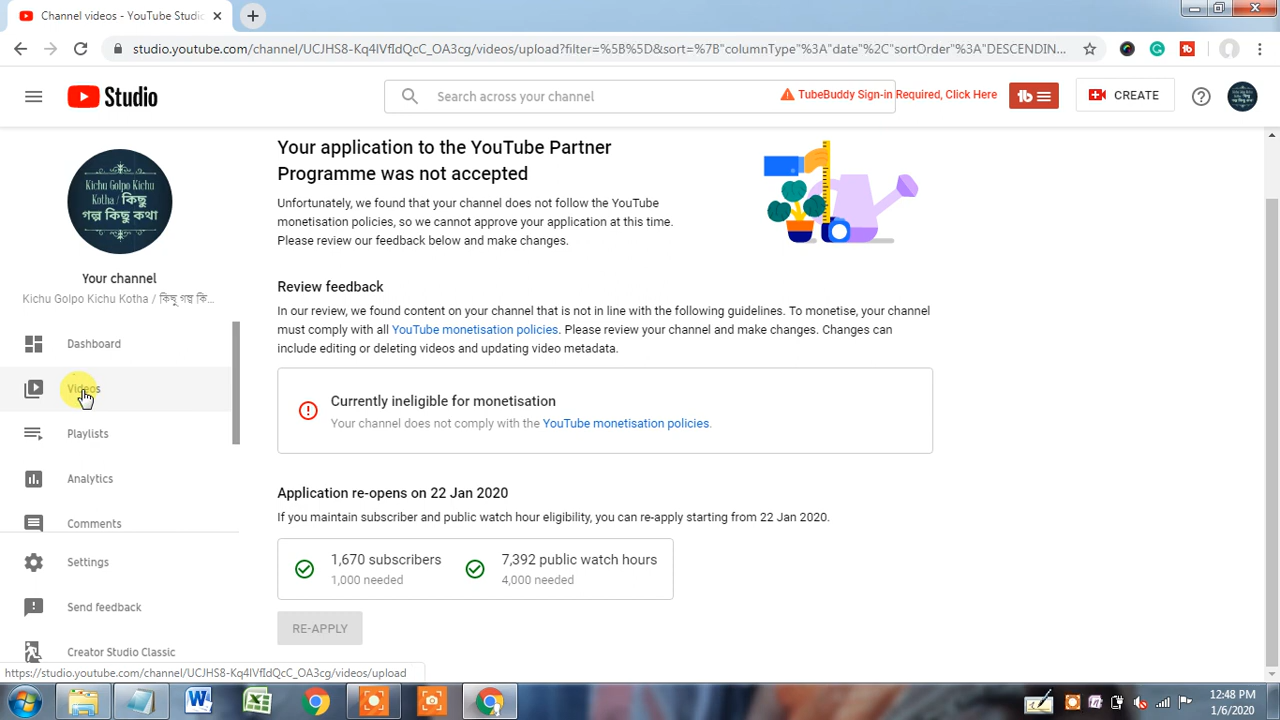 Channel videos - YouTube Studi
studio.youtube.com/channel/UCJHS8-Kq4lVfIdQcC_OA3cg/videos/upload?filter=%5B%5D&sort=%7B"columnType"%3A"date"%2C"sortOrder"%3A"DESCENDIN...
Studio
Search across your channel
TubeBuddy Sign-in Required, Click Here
tb
CREATE
Kichu Golpo Kichu
Kotha / কিছু
গল্প কিছু কথা
Your channel
Kichu Golpo Kichu Kotha / কিছু গল্প কি...
Dashboard
Videos
Playlists
Analytics
Comments
Settings
Send feedback
Creator Studio Classic
Your application to the YouTube Partner
Programme was not accepted
Unfortunately, we found that your channel does not follow the YouTube
monetisation policies, so we cannot approve your application at this time.
Please review our feedback below and make changes.
Review feedback
In our review, we found content on your channel that is not in line with the following guidelines. To monetise, your channel
must comply with all YouTube monetisation policies. Please review your channel and make changes. Changes can
include editing or deleting videos and updating video metadata.
Currently ineligible for monetisation
Your channel does not comply with the YouTube monetisation policies.
Application re-opens on 22 Jan 2020
If you maintain subscriber and public watch hour eligibility, you can re-apply starting from 22 Jan 2020.
1,670 subscribers
1,000 needed
7,392 public watch hours
4,000 needed
RE-APPLY
https://studio.youtube.com/channel/UCJHS8-Kq4lVfIdQcC_OA3cg/videos/upload
12:48 PM
1/6/2020